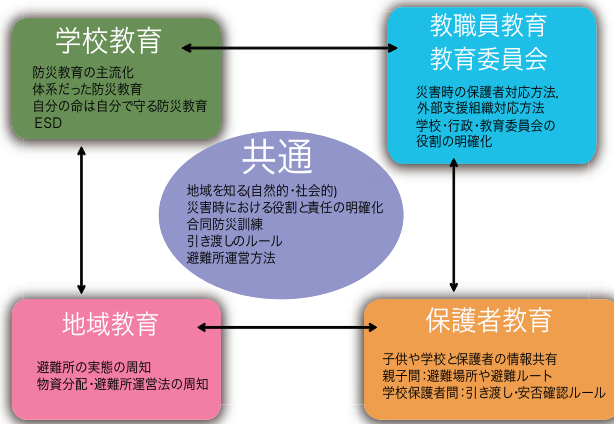 学校教育
防災教育の主流化
体系だった防災教育
自分の命は自分で守る防災教育
ESD
教職員教育
教育委員会
災害時の保護者対応方法,
外部支援組織対応方法
学校・行政・教育委員会の
役割の明確化
共通
地域を知る(自然的・社会的)
災害時における役割と責任の明確化
合同防災訓練
引き渡しのルール
避難所運営方法
地域教育
避難所の実態の周知
物資分配・避難所運営法の周知
保護者教育
子供や学校と保護者の情報共有
親子間：避難場所や避難ルート
学校保護者間：引き渡し・安否確認ルール